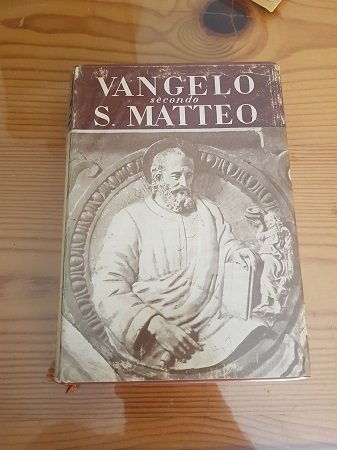 VANGELO
secondo
S. MATTEO